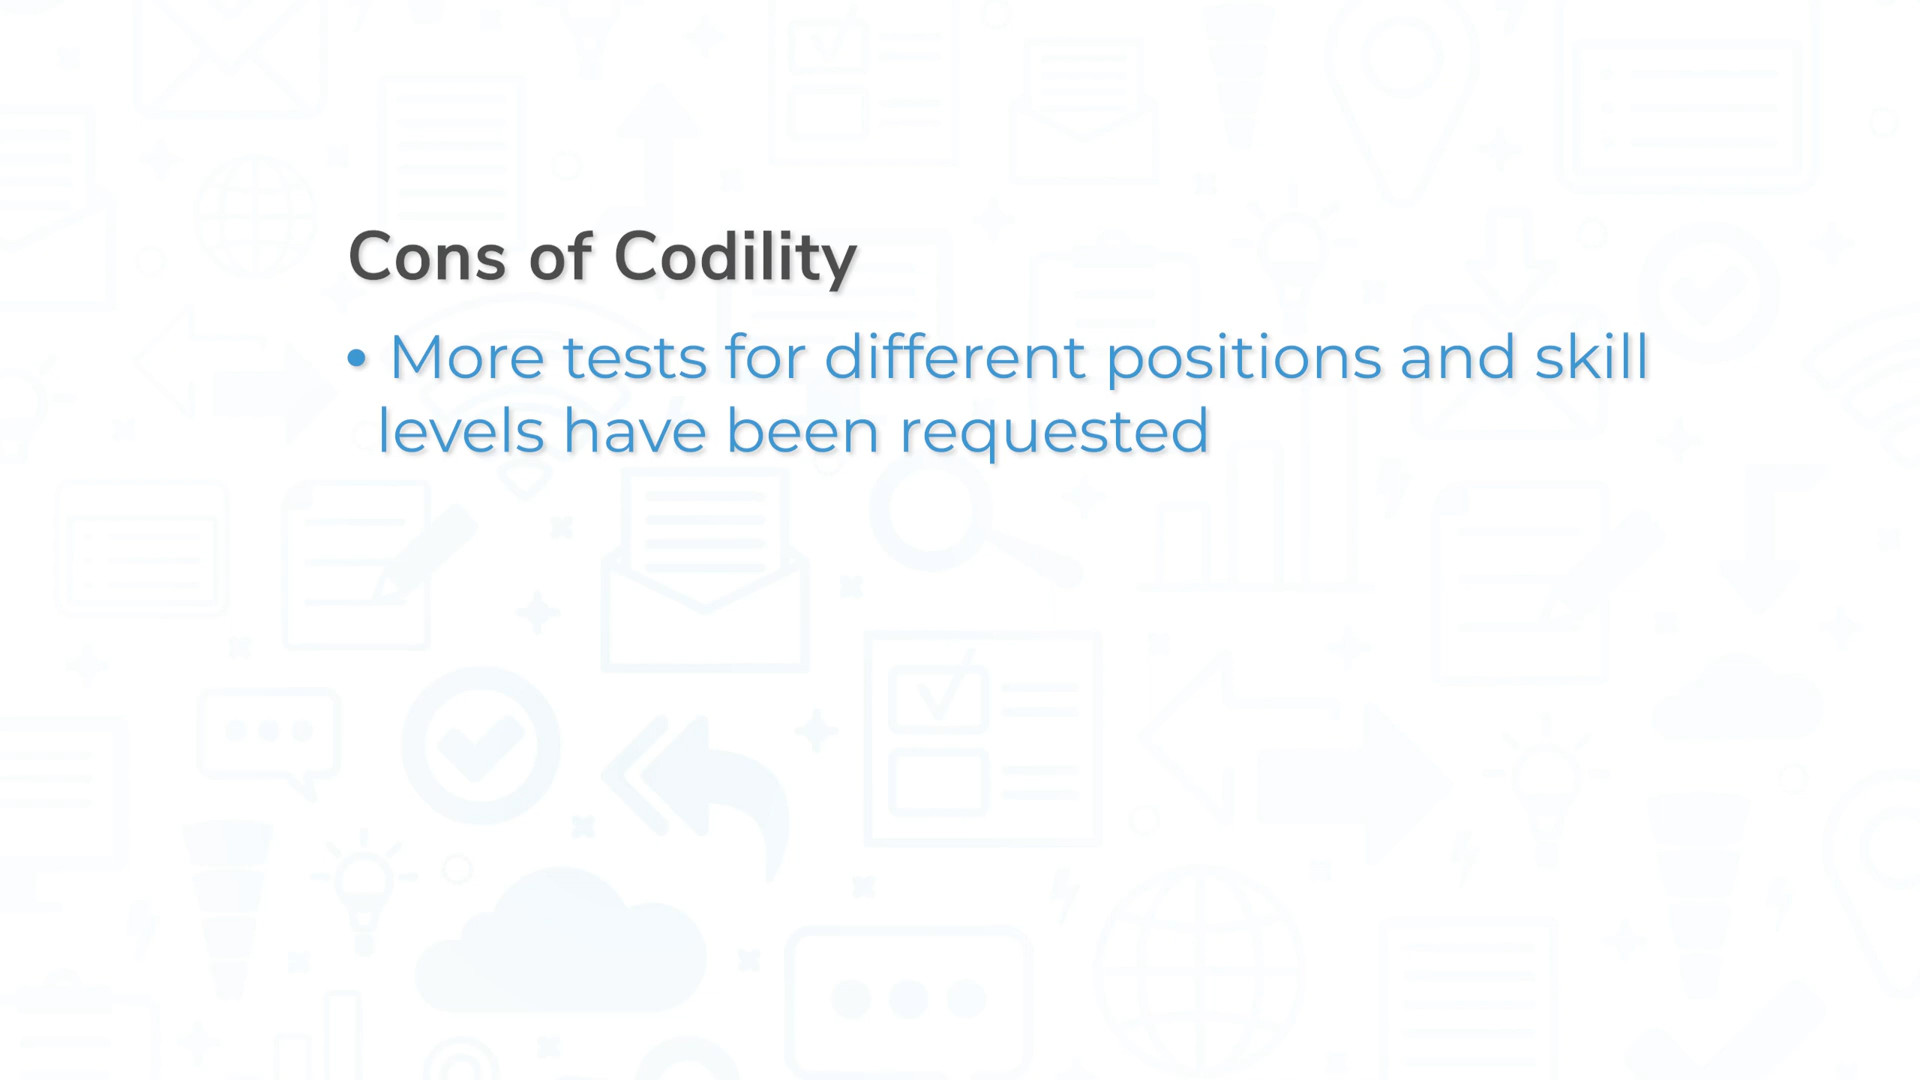 Cons of Codility
• More tests for different positions and skill
levels have been requested